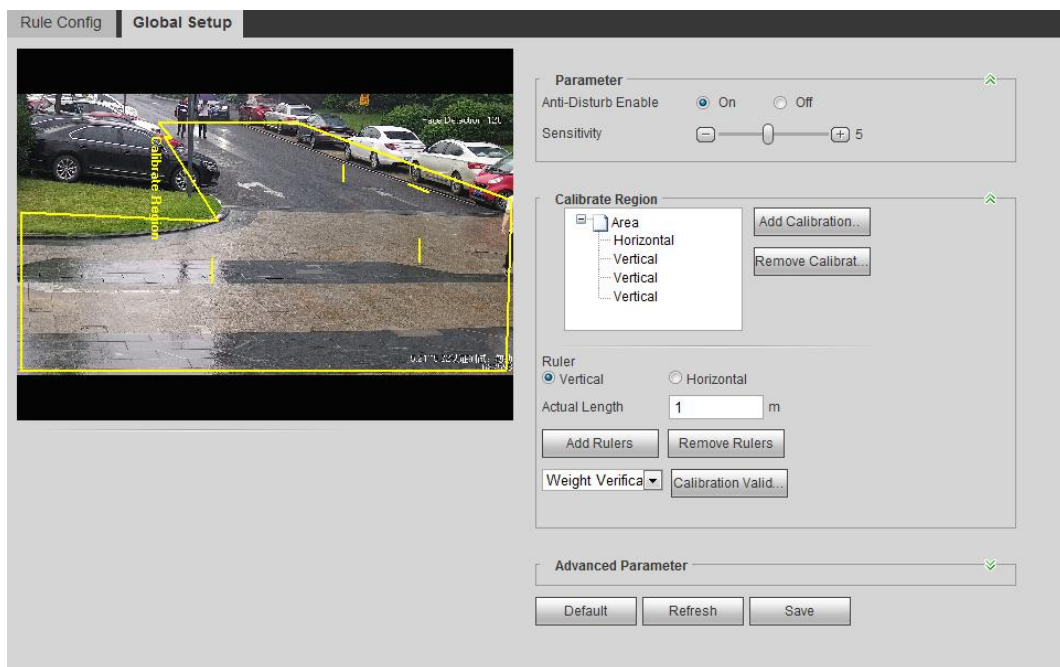 Rule Config Global Setup
Calibrate Region
Parameter
Anti-Disturb Enable On Off
Sensitivity 5
Calibrate Region
Area
Horizontal
Vertical
Vertical
Vertical
Add Calibration..
Remove Calibrat...
Ruler
Vertical Horizontal
Actual Length 1 m
Add Rulers Remove Rulers
Weight Verifica Calibration Valid...
Advanced Parameter
Default Refresh Save